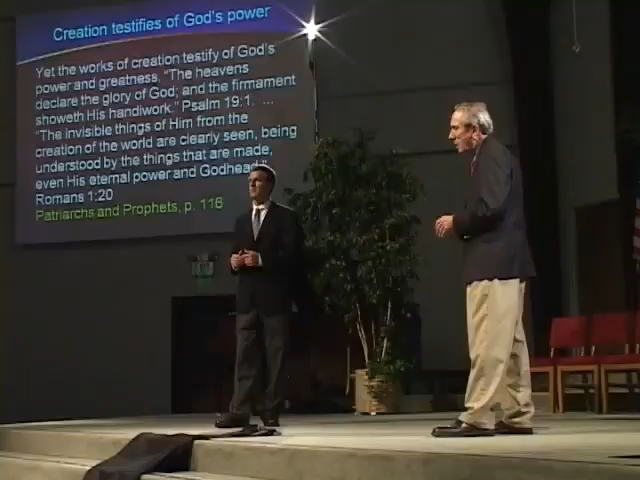 Creation testifies of God's power
Yet the works of creation testify of God's
power and greatness. "The heavens
declare the glory of God; and the firmament
showeth His handiwork." Psalm 19:1. ...
"The invisible things of Him from the
creation of the world are clearly seen, being
understood by the things that are made,
even His eternal power and Godhead."
Romans 1:20
Patriarchs and Prophets, p. 116